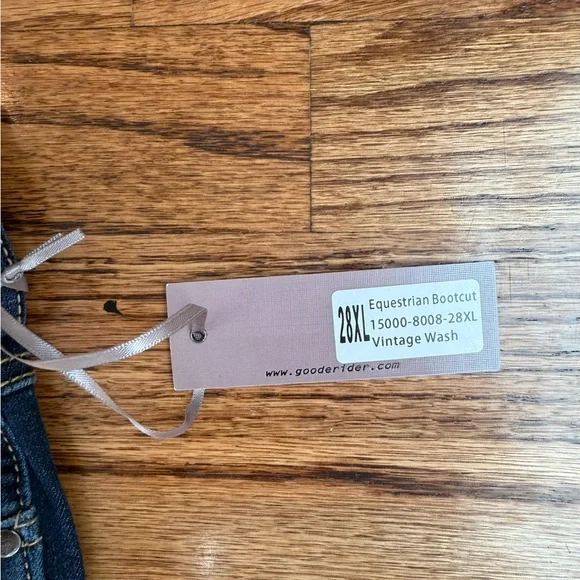 28XL
Equestrian Bootcut
15000-8008-28XL
Vintage Wash
www.gooderider.com